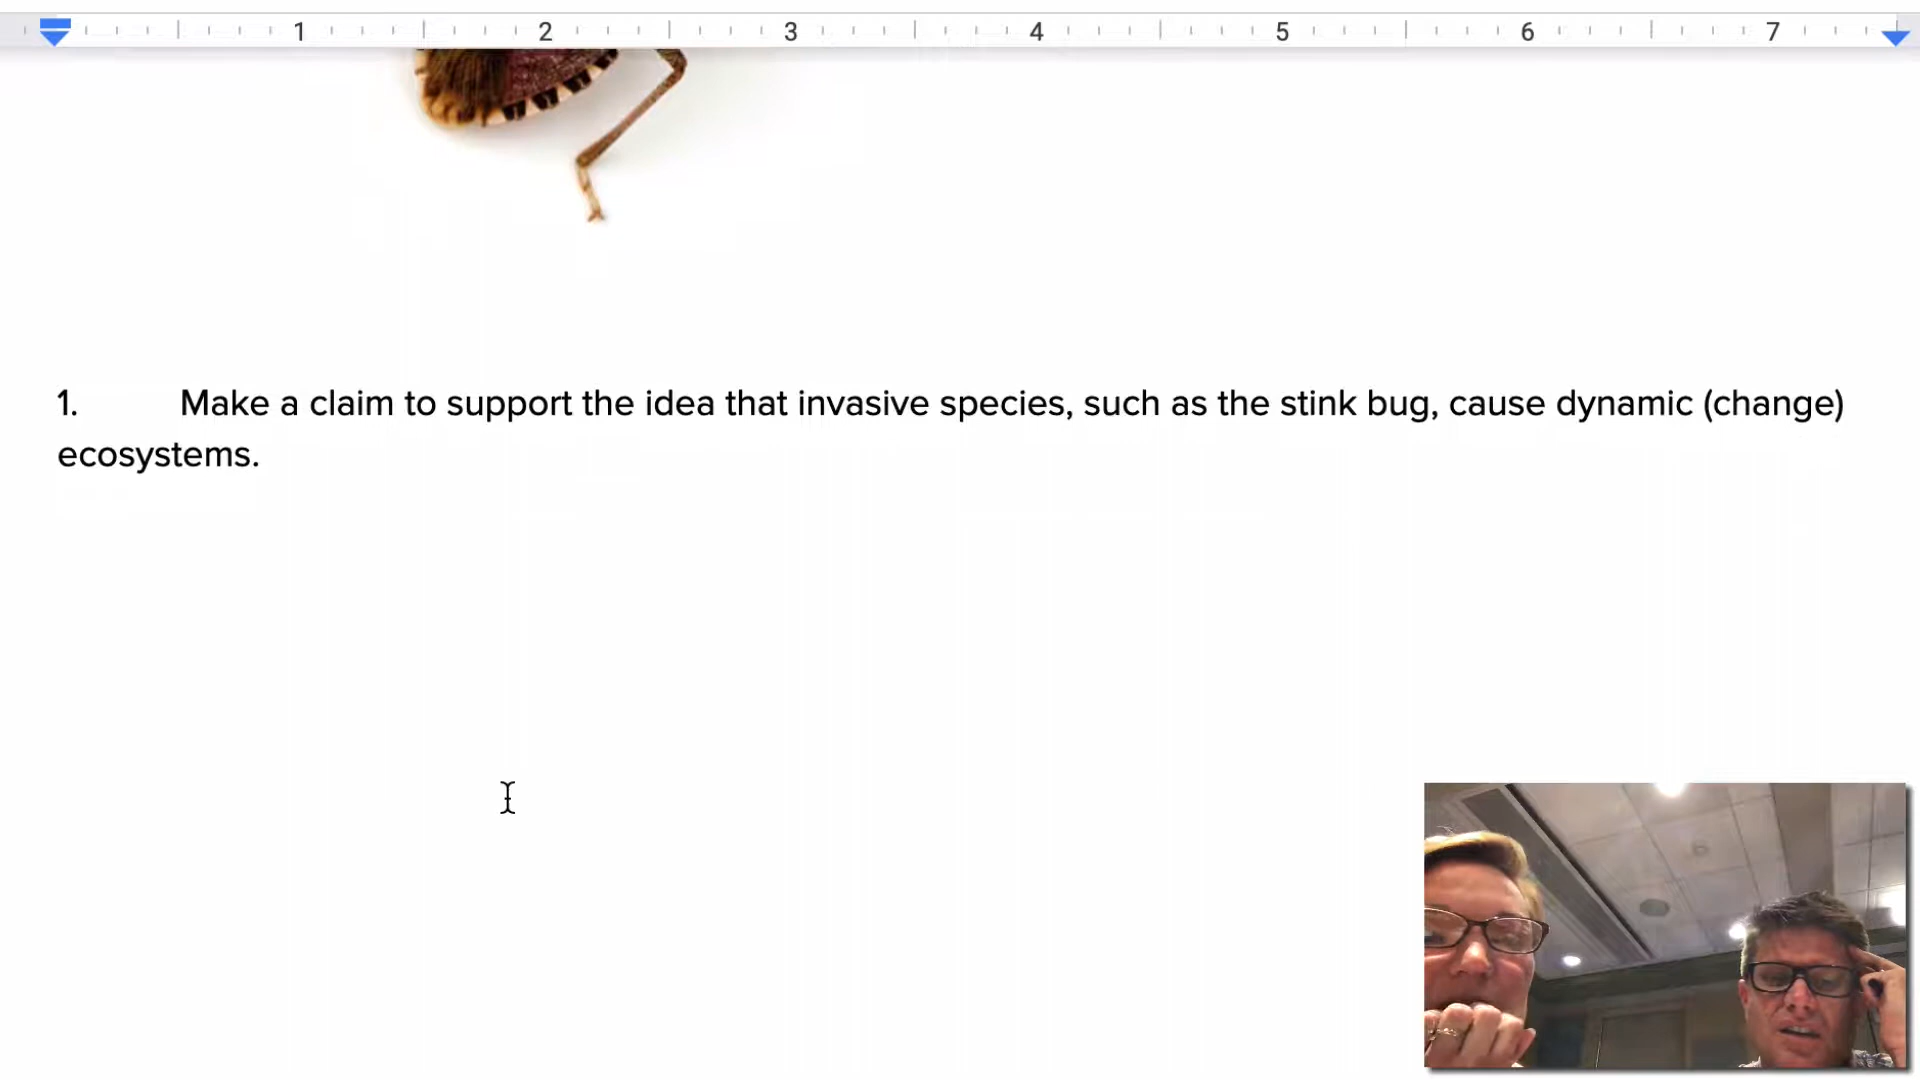 1 2 3 4 5 6 7
1. Make a claim to support the idea that invasive species, such as the stink bug, cause dynamic (change)
ecosystems.